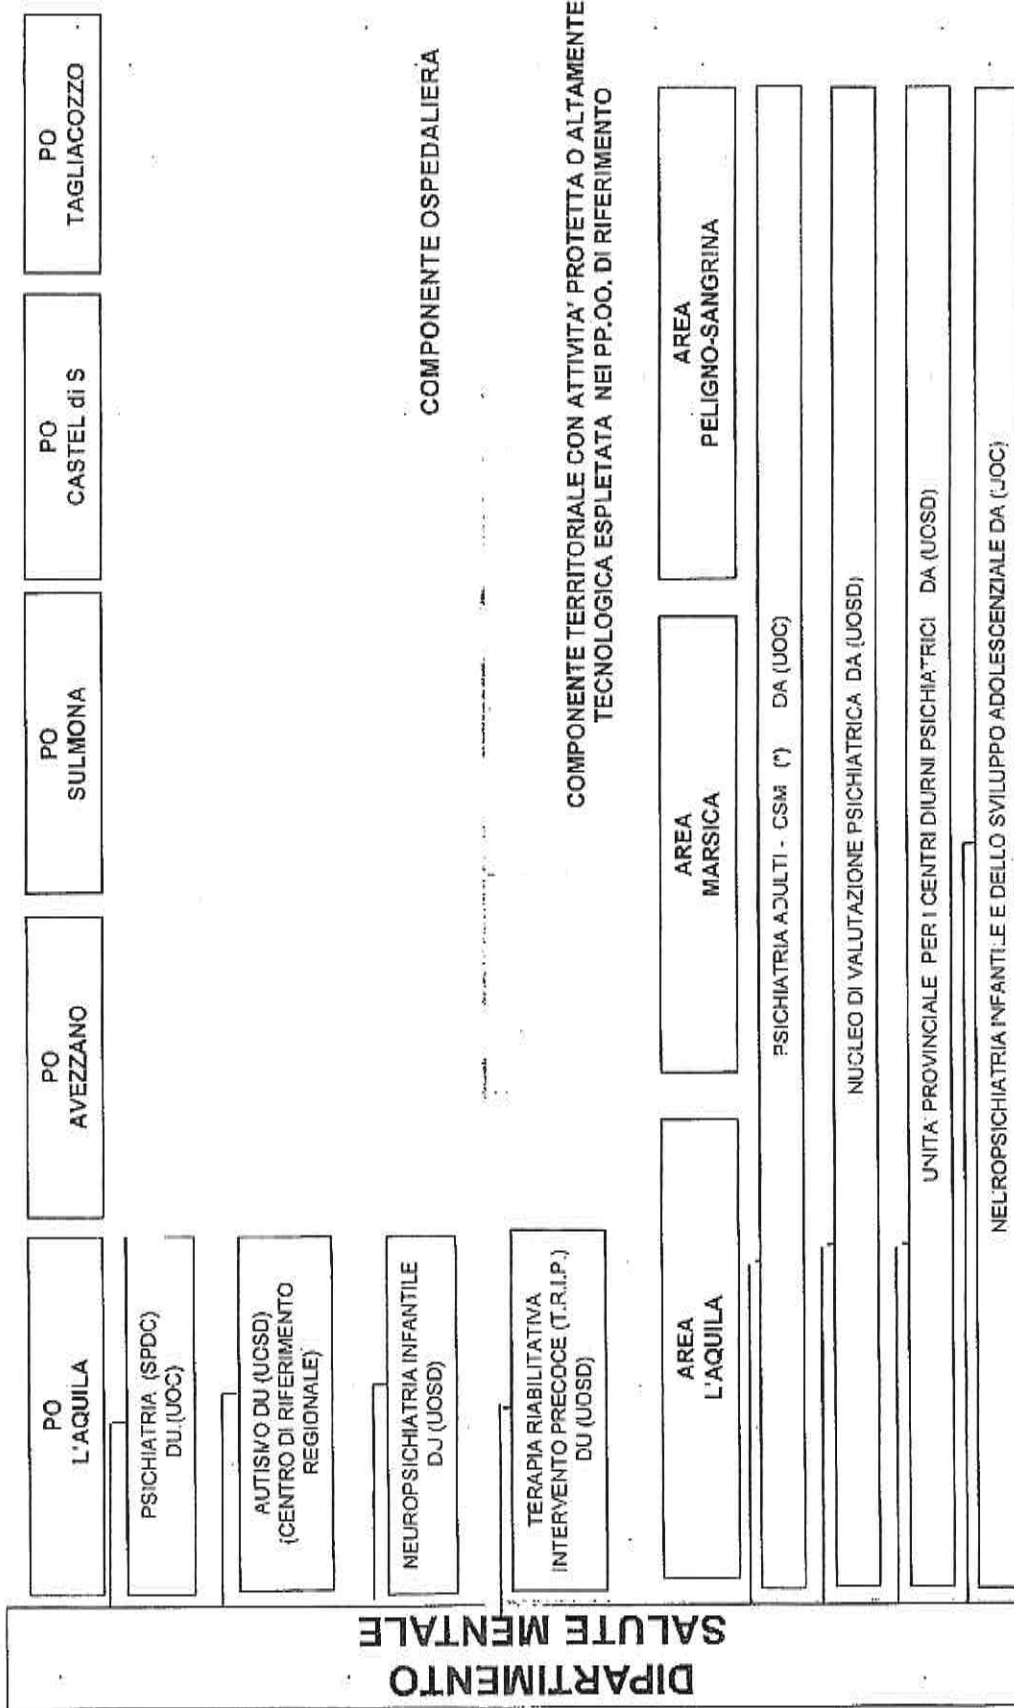 DIPARTIMENTO
SALUTE MENTALE
PO
L'AQUILA
PO
AVEZZANO
PO
SULMONA
PO
CASTEL di S
PO
TAGLIACOZZO
PSICHIATRIA (SPDC)
DU.(UOC)
AUTISMO DU (UOSD)
(CENTRO DI RIFERIMENTO
REGIONALE)
NEUROPSICHIATRIA INFANTILE
DU (UOSD)
TERAPIA RIABILITATIVA
INTERVENTO PRECOCE (T.R.I.P.)
DU (UOSD)
COMPONENTE OSPEDALIERA
COMPONENTE TERRITORIALE CON ATTIVITA' PROTETTA O ALTAMENTE
TECNOLOGICA ESPLETATA NEI PP.OO. DI RIFERIMENTO
AREA
L'AQUILA
AREA
MARSICA
AREA
PELIGNO-SANGRINA
PSICHIATRIA ADULTI - CSM (*) DA (UOC)
NUCLEO DI VALUTAZIONE PSICHIATRICA DA (UOSD)
UNITA' PROVINCIALE PER I CENTRI DIURNI PSICHIATRICI DA (UOSD)
NEUROPSICHIATRIA INFANTILE E DELLO SVILUPPO ADOLESCENZIALE DA (UOC)